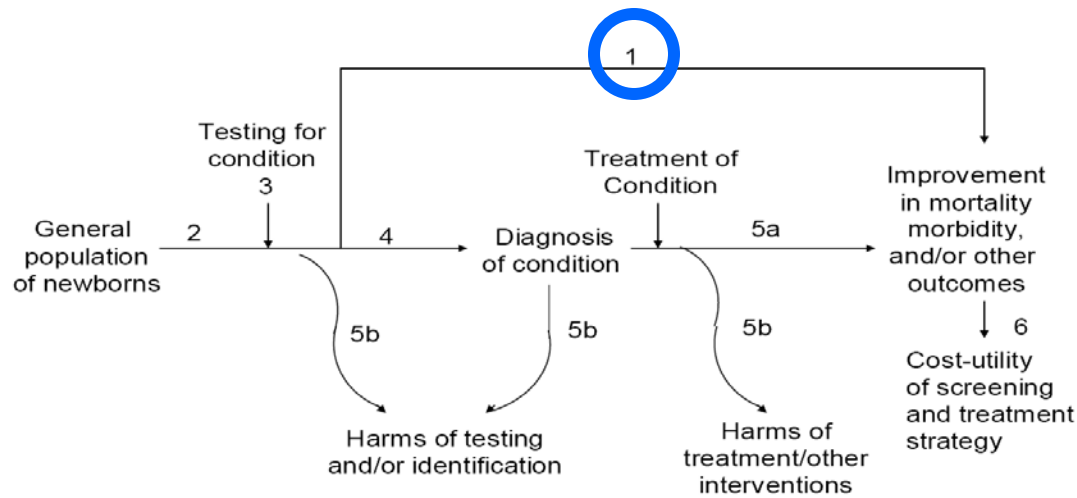 1
Testing for
condition
3
Treatment of
Condition
Improvement
in mortality
morbidity,
and/or other
outcomes
General
population
of newborns
2
4
Diagnosis
of condition
5a
5b
5b
5b
6
Cost-utility
of screening
and treatment
strategy
Harms of testing
and/or identification
Harms of
treatment/other
interventions